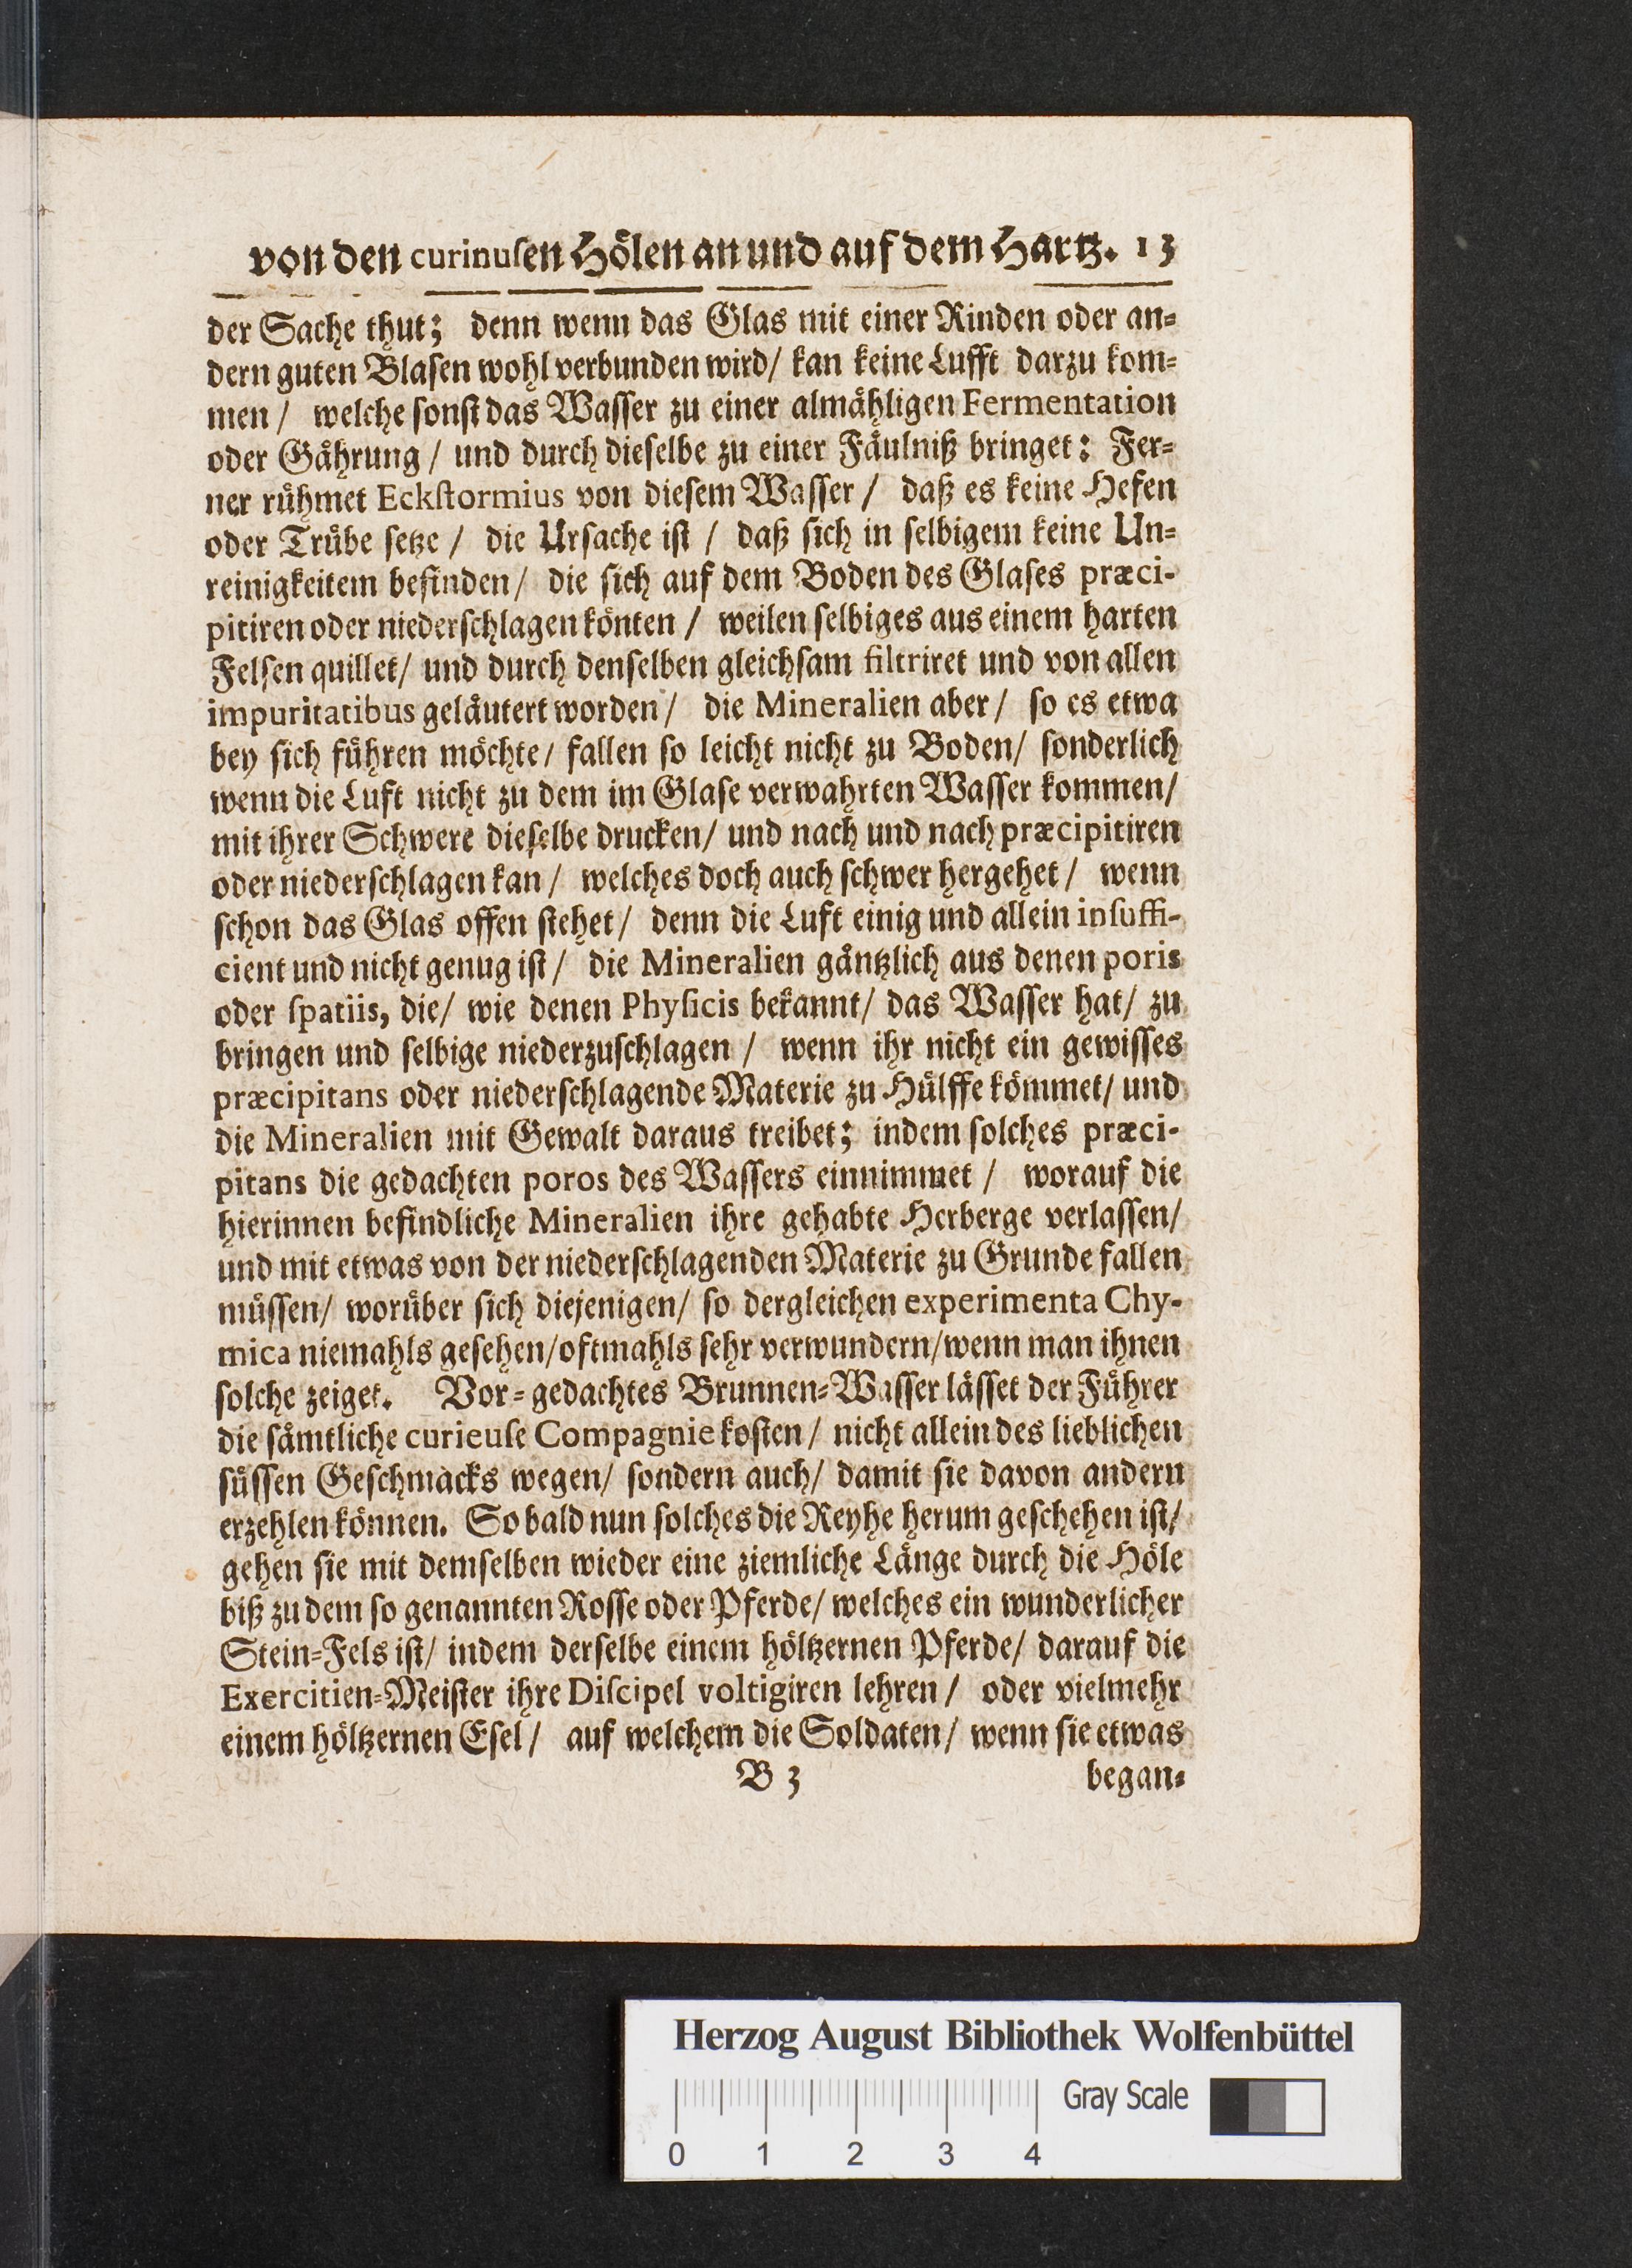 von den curinuſen Hölen an und auf dem Hartz. 13
der Sache thut; denn wenn das Glas mit einer Rinden oder an-
dern guten Blaſen wohl verbunden wird/ kan keine Lufft darzu kom-
men / welche ſonſt das Waſſer zu einer almähligen Fermentation
oder Gährung / und durch dieſelbe zu einer Fäulniß bringet: Fer-
ner rühmet Eckſtormius von dieſem Waſſer / daß es keine Hefen
oder Trübe ſetze / die Urſache iſt / daß ſich in ſelbigem keine Un-
reinigkeitem befinden/ die ſich auf dem Boden des Glaſes præci-
pitiren oder niederſchlagen könten / weilen ſelbiges aus einem harten
Felſen quillet/ und durch denſelben gleichſam filtriret und von allen
impuritatibus geläutert worden / die Mineralien aber / ſo es etwa
bey ſich führen möchte/ fallen ſo leicht nicht zu Boden/ ſonderlich
wenn die Luft nicht zu dem im Glaſe verwahrten Waſſer kommen/
mit ihrer Schwere dieſelbe drucken/ und nach und nach præcipitiren
oder niederſchlagen kan / welches doch auch ſchwer hergehet / wenn
ſchon das Glas offen ſtehet / denn die Luft einig und allein inſuffi-
cient und nicht genug iſt / die Mineralien gäntzlich aus denen poris
oder ſpatiis, die/ wie denen Phyſicis bekannt/ das Waſſer hat/ zu
bringen und ſelbige niederzuſchlagen / wenn ihr nicht ein gewiſſes
præcipitans oder niederſchlagende Materie zu Hülffe kömmet/ und
die Mineralien mit Gewalt daraus treibet; indem ſolches præci-
pitans die gedachten poros des Waſſers einnimmet / worauf die
hierinnen befindliche Mineralien ihre gehabte Herberge verlaſſen/
und mit etwas von der niederſchlagenden Materie zu Grunde fallen
müſſen/ worüber ſich diejenigen/ ſo dergleichen experimenta Chy-
mica niemahls geſehen/oftmahls ſehr verwundern/wenn man ihnen
ſolche zeiget. Vor-gedachtes Brunnen-Waſſer läſſet der Führer
die ſämtliche curieuſe Compagnie koſten / nicht allein des lieblichen
ſüſſen Geſchmacks wegen/ ſondern auch/ damit ſie davon andern
erzehlen können. So bald nun ſolches die Reyhe herum geſchehen iſt/
gehen ſie mit demſelben wieder eine ziemliche Länge durch die Höle
biß zu dem ſo genannten Roſſe oder Pferde/ welches ein wunderlicher
Stein-Fels iſt/ indem derſelbe einem höltzernen Pferde/ darauf die
Exercitien-Meiſter ihre Diſcipel voltigiren lehren / oder vielmehr
einem höltzernen Eſel / auf welchem die Soldaten / wenn ſie etwas
B 3 began-
Herzog August Bibliothek Wolfenbüttel
Gray Scale
0 1 2 3 4